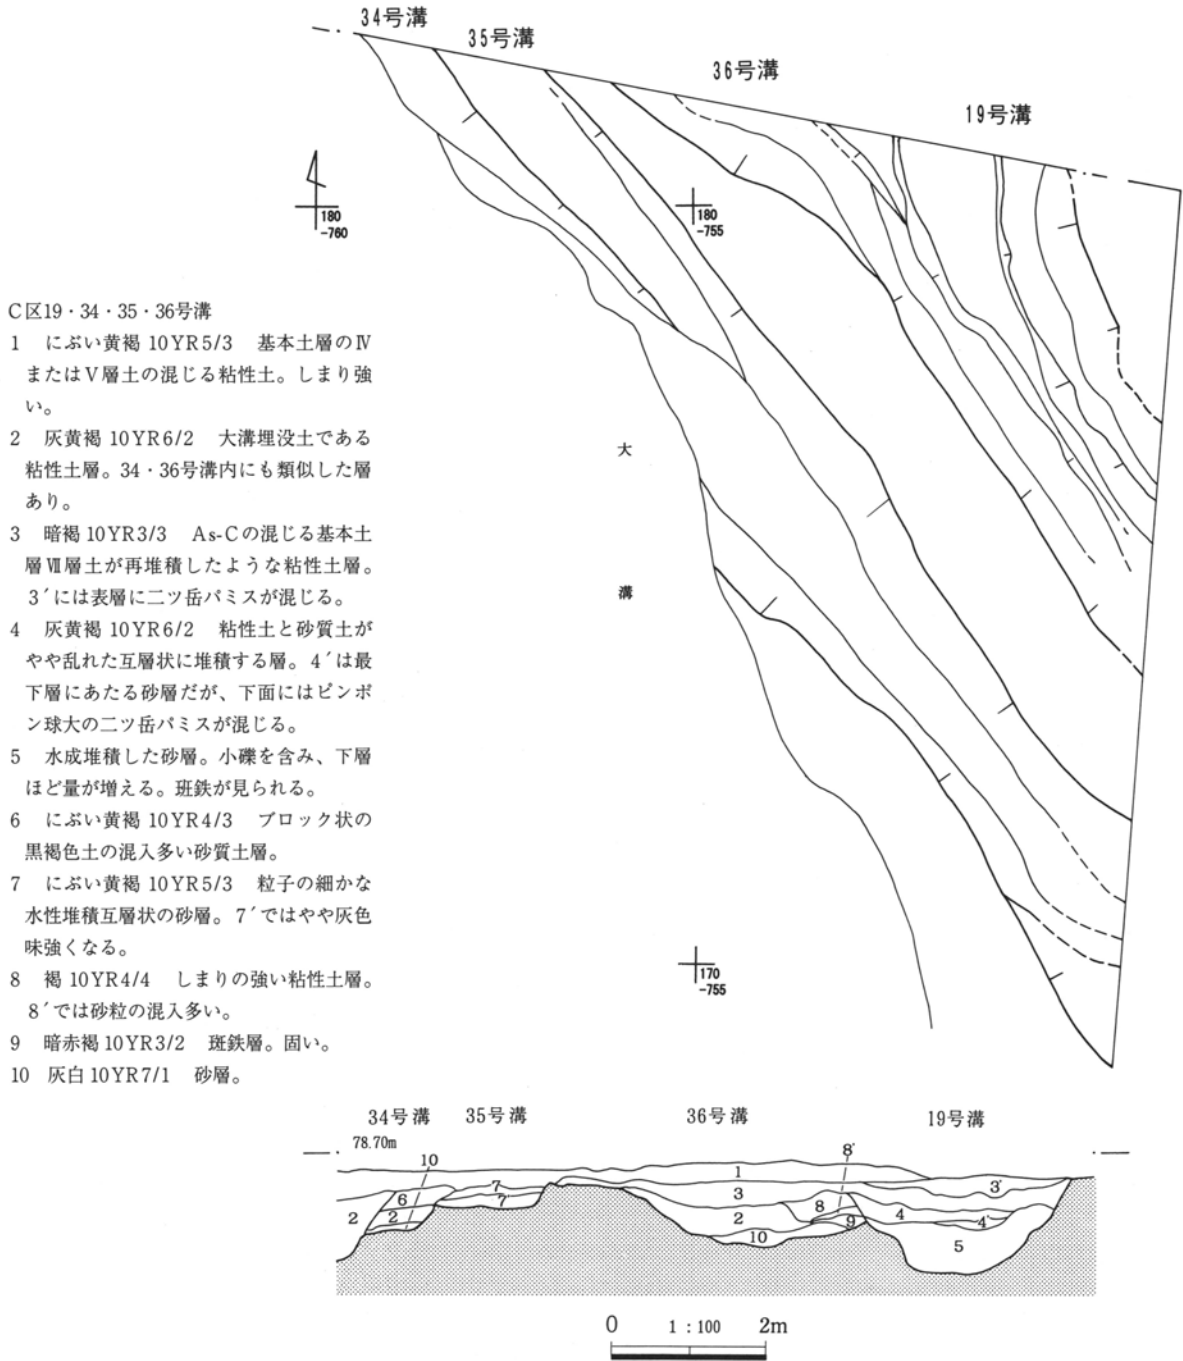 34号溝
35号溝
36号溝
19号溝
180
-760
180
-755
C区19・34・35・36号溝
1 にぶい黄褐 10YR5/3 基本土層のⅣ
またはⅤ層土の混じる粘性土。しまり強
い。
2 灰黄褐 10YR6/2 大溝埋没土である
粘性土層。34・36号溝内にも類似した層
あり。
3 暗褐 10YR3/3 As-Cの混じる基本土
層Ⅶ層土が再堆積したような粘性土層。
3′には表層に二ツ岳パミスが混じる。
4 灰黄褐 10YR6/2 粘性土と砂質土が
やや乱れた互層状に堆積する層。4′は最
下層にあたる砂層だが、下面にはピンポ
ン球大の二ツ岳パミスが混じる。
5 水成堆積した砂層。小礫を含み、下層
ほど量が増える。班鉄が見られる。
6 にぶい黄褐 10YR4/3 ブロック状の
黒褐色土の混入多い砂質土層。
7 にぶい黄褐 10YR5/3 粒子の細かな
水性堆積互層状の砂層。7′ではやや灰色
味強くなる。
8 褐 10YR4/4 しまりの強い粘性土層。
8′では砂粒の混入多い。
9 暗赤褐 10YR3/2 斑鉄層。固い。
10 灰白 10YR7/1 砂層。
大
溝
170
-755
34号溝
35号溝
36号溝
19号溝
78.70m
10
8′
1
7
7′
3
3′
6
2
2
2
8
9
10
4
4′
5
0
1:100
2m